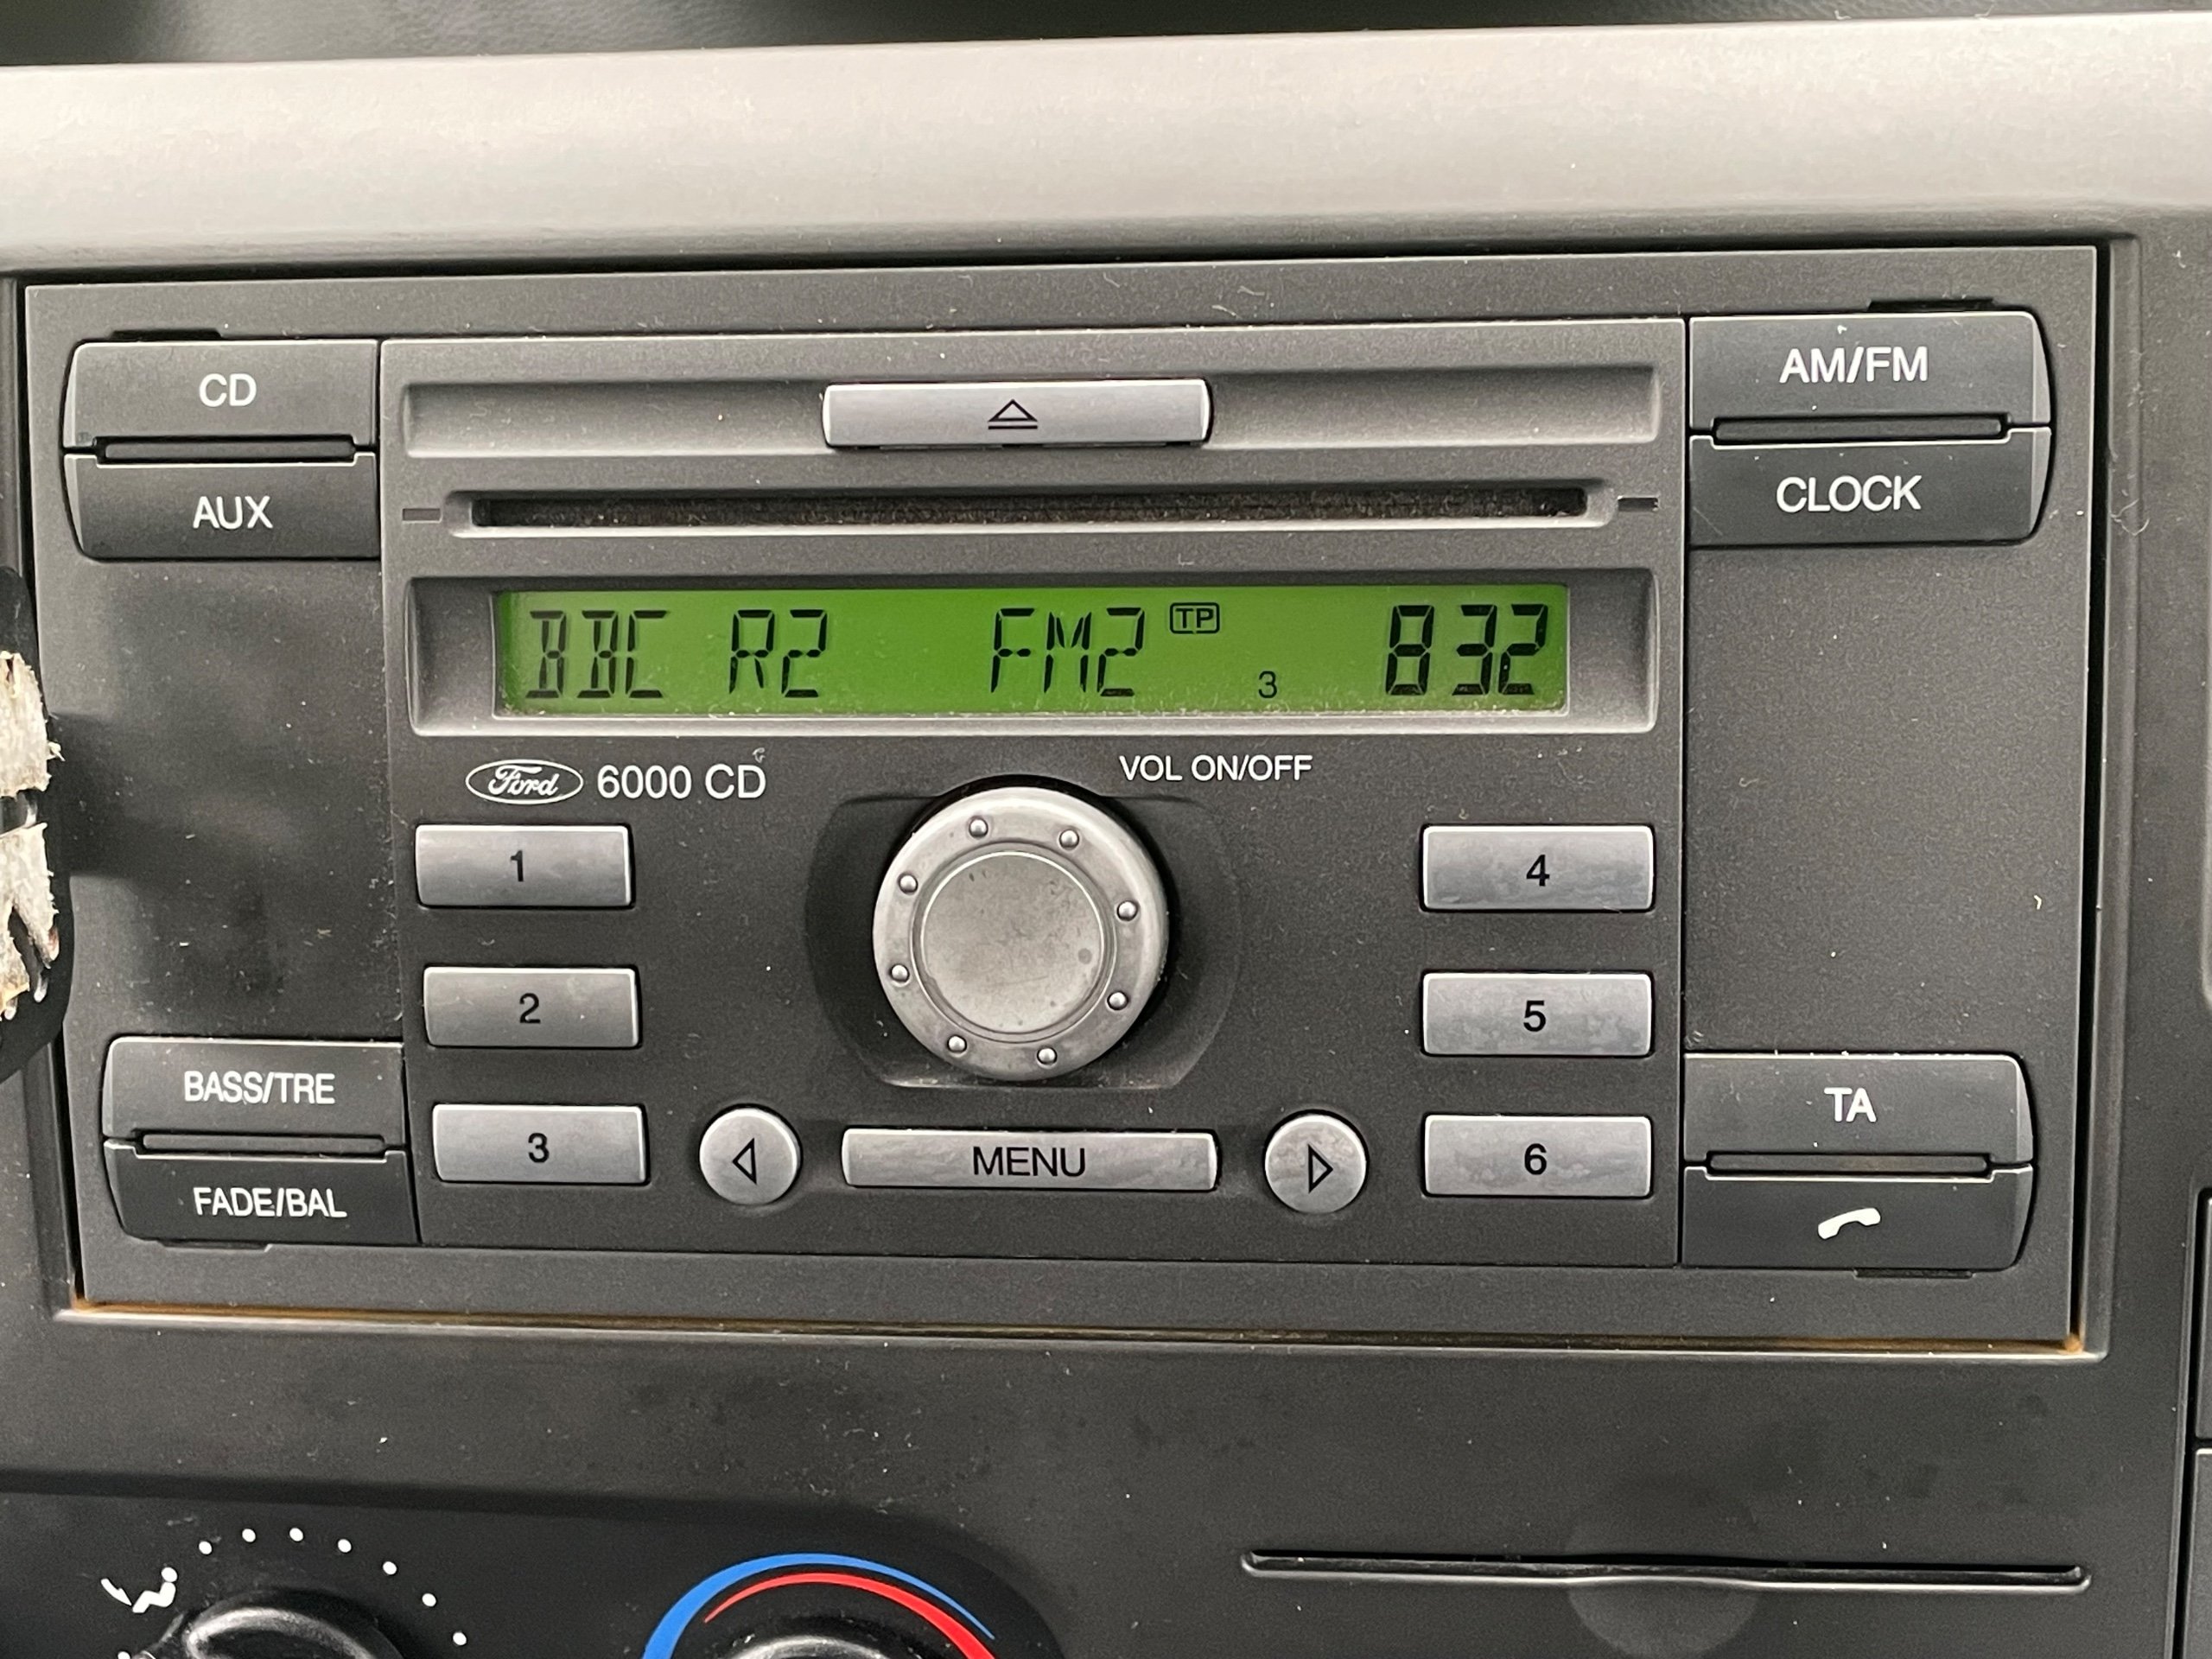 CD
AUX
AM/FM
CLOCK
BBC R2 FM2 TP 3 832
Ford 6000 CD
VOL ON/OFF
1
2
3
4
5
6
BASS/TRE
FADE/BAL
MENU
TA